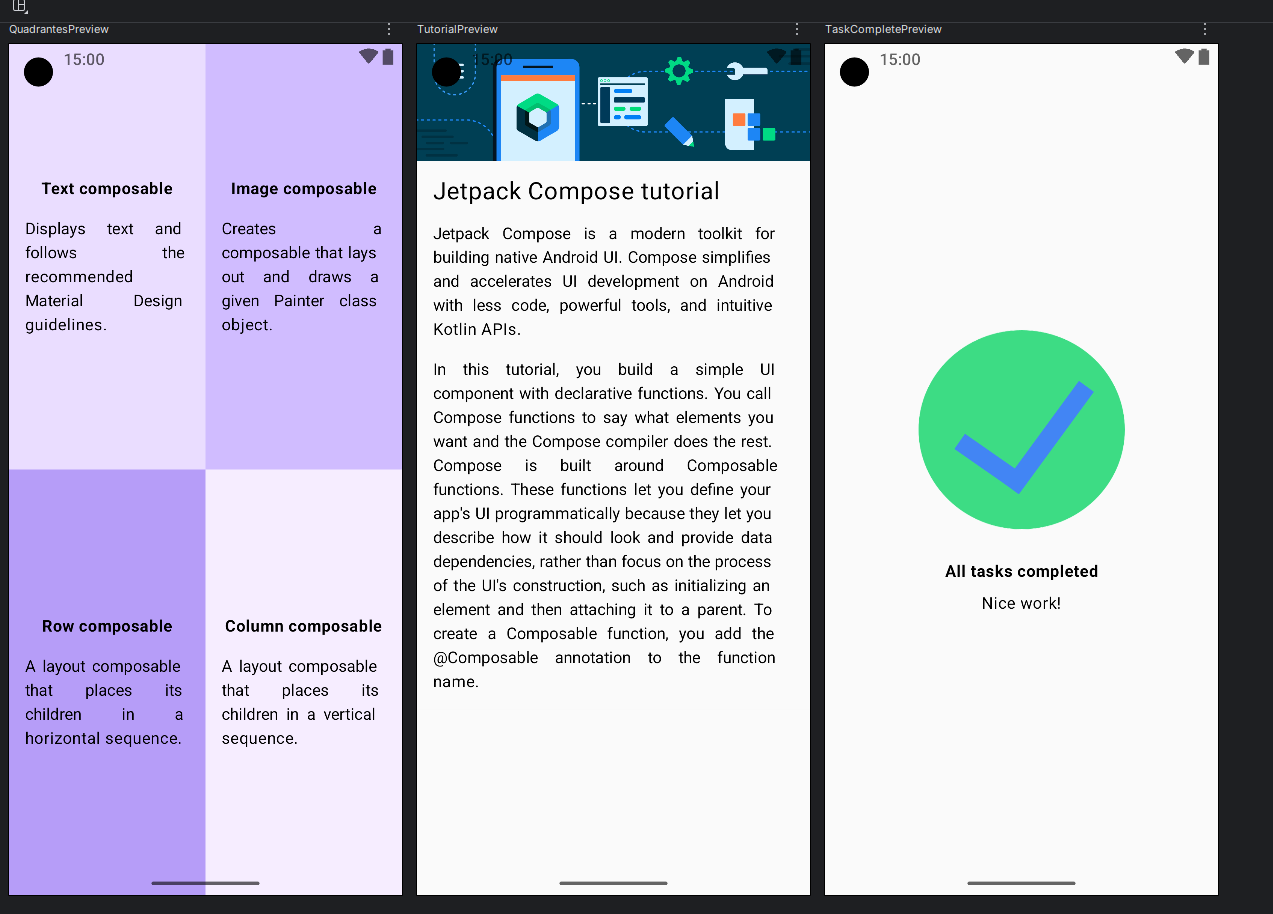 QuadrantesPreview
15:00
Text composable
Displays text and
follows the
recommended
Material Design
guidelines.
Image composable
Creates a
composable that lays
out and draws a
given Painter class
object.
Row composable
A layout composable
that places its
children in a
horizontal sequence.
Column composable
A layout composable
that places its
children in a vertical
sequence.
TutorialPreview
15:00
Jetpack Compose tutorial
Jetpack Compose is a modern toolkit for
building native Android UI. Compose simplifies
and accelerates UI development on Android
with less code, powerful tools, and intuitive
Kotlin APIs.
In this tutorial, you build a simple UI
component with declarative functions. You call
Compose functions to say what elements you
want and the Compose compiler does the rest.
Compose is built around Composable
functions. These functions let you define your
app's UI programmatically because they let you
describe how it should look and provide data
dependencies, rather than focus on the process
of the UI's construction, such as initializing an
element and then attaching it to a parent. To
create a Composable function, you add the
@Composable annotation to the function
name.
TaskCompletePreview
15:00
All tasks completed
Nice work!